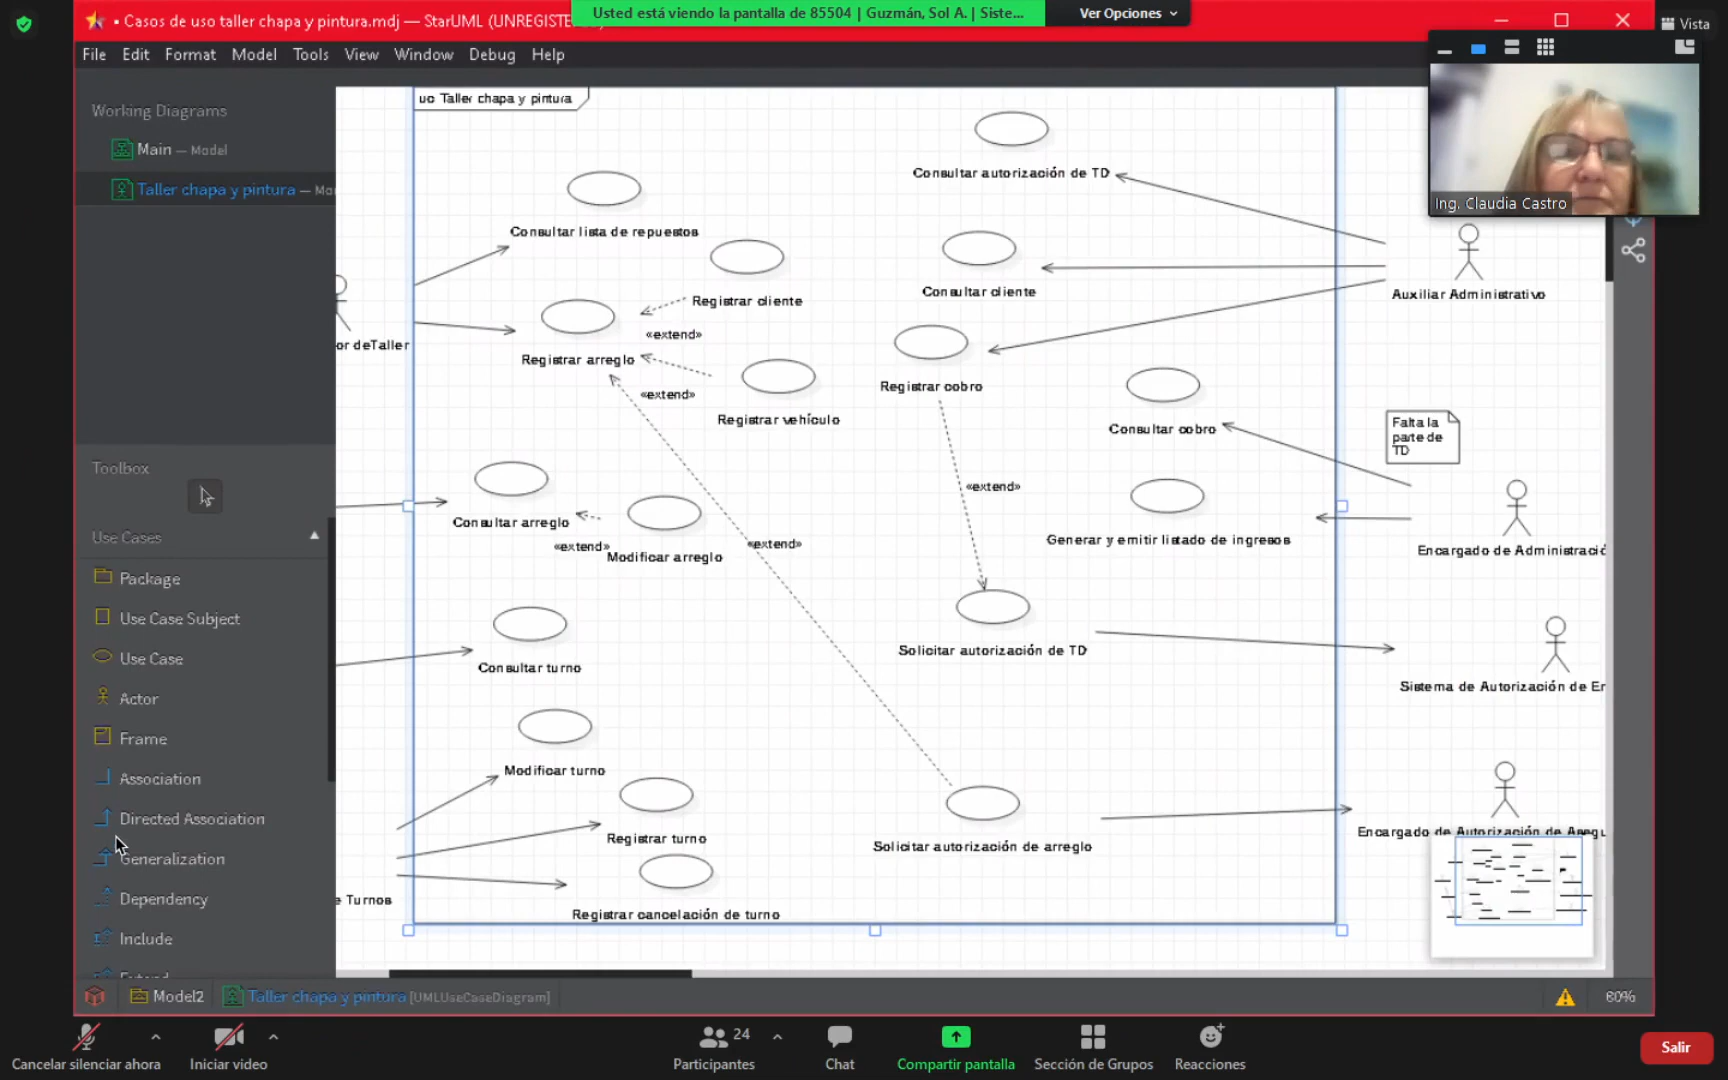 Casos de uso taller chapa y pintura.mdj — StarUML (UNREGISTE
Usted está viendo la pantalla de 85504 | Guzmán, Sol A. | Siste...
Ver Opciones
Vista
File Edit Format Model Tools View Window Debug Help
Ing. Claudia Castro
Working Diagrams
Main — Model
Taller chapa y pintura — Mo
uc Taller chapa y pintura
Consultar autorización de TD
Consultar lista de repuestos
Registrar cliente
Consultar cliente
Auxiliar Administrativo
«extend»
or deTaller
Registrar arreglo
«extend»
Registrar cobro
Registrar vehículo
Consultar cobro
Falta la
parte de
TD
Toolbox
«extend»
Consultar arreglo
Use Cases
Generar y emitir listado de ingresos
«extend»
Modificar arreglo
«extend»
Encargado de Administració
Package
Use Case Subject
Solicitar autorización de TD
Use Case
Consultar turno
Sistema de Autorización de En
Actor
Frame
Modificar turno
Association
Directed Association
Registrar turno
Encargado de Autorización de Asegu
Solicitar autorización de arreglo
Generalization
Dependency
e Turnos
Registrar cancelación de turno
Include
Extend
Model2
Taller chapa y pintura [UMLUseCaseDiagram]
60%
24
Cancelar silenciar ahora
Iniciar video
Participantes
Chat
Compartir pantalla
Sección de Grupos
Reacciones
Salir